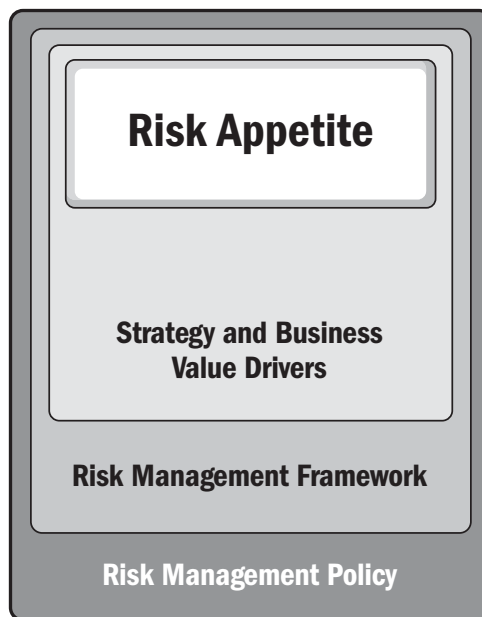 Risk Appetite
Strategy and Business
Value Drivers
Risk Management Framework
Risk Management Policy